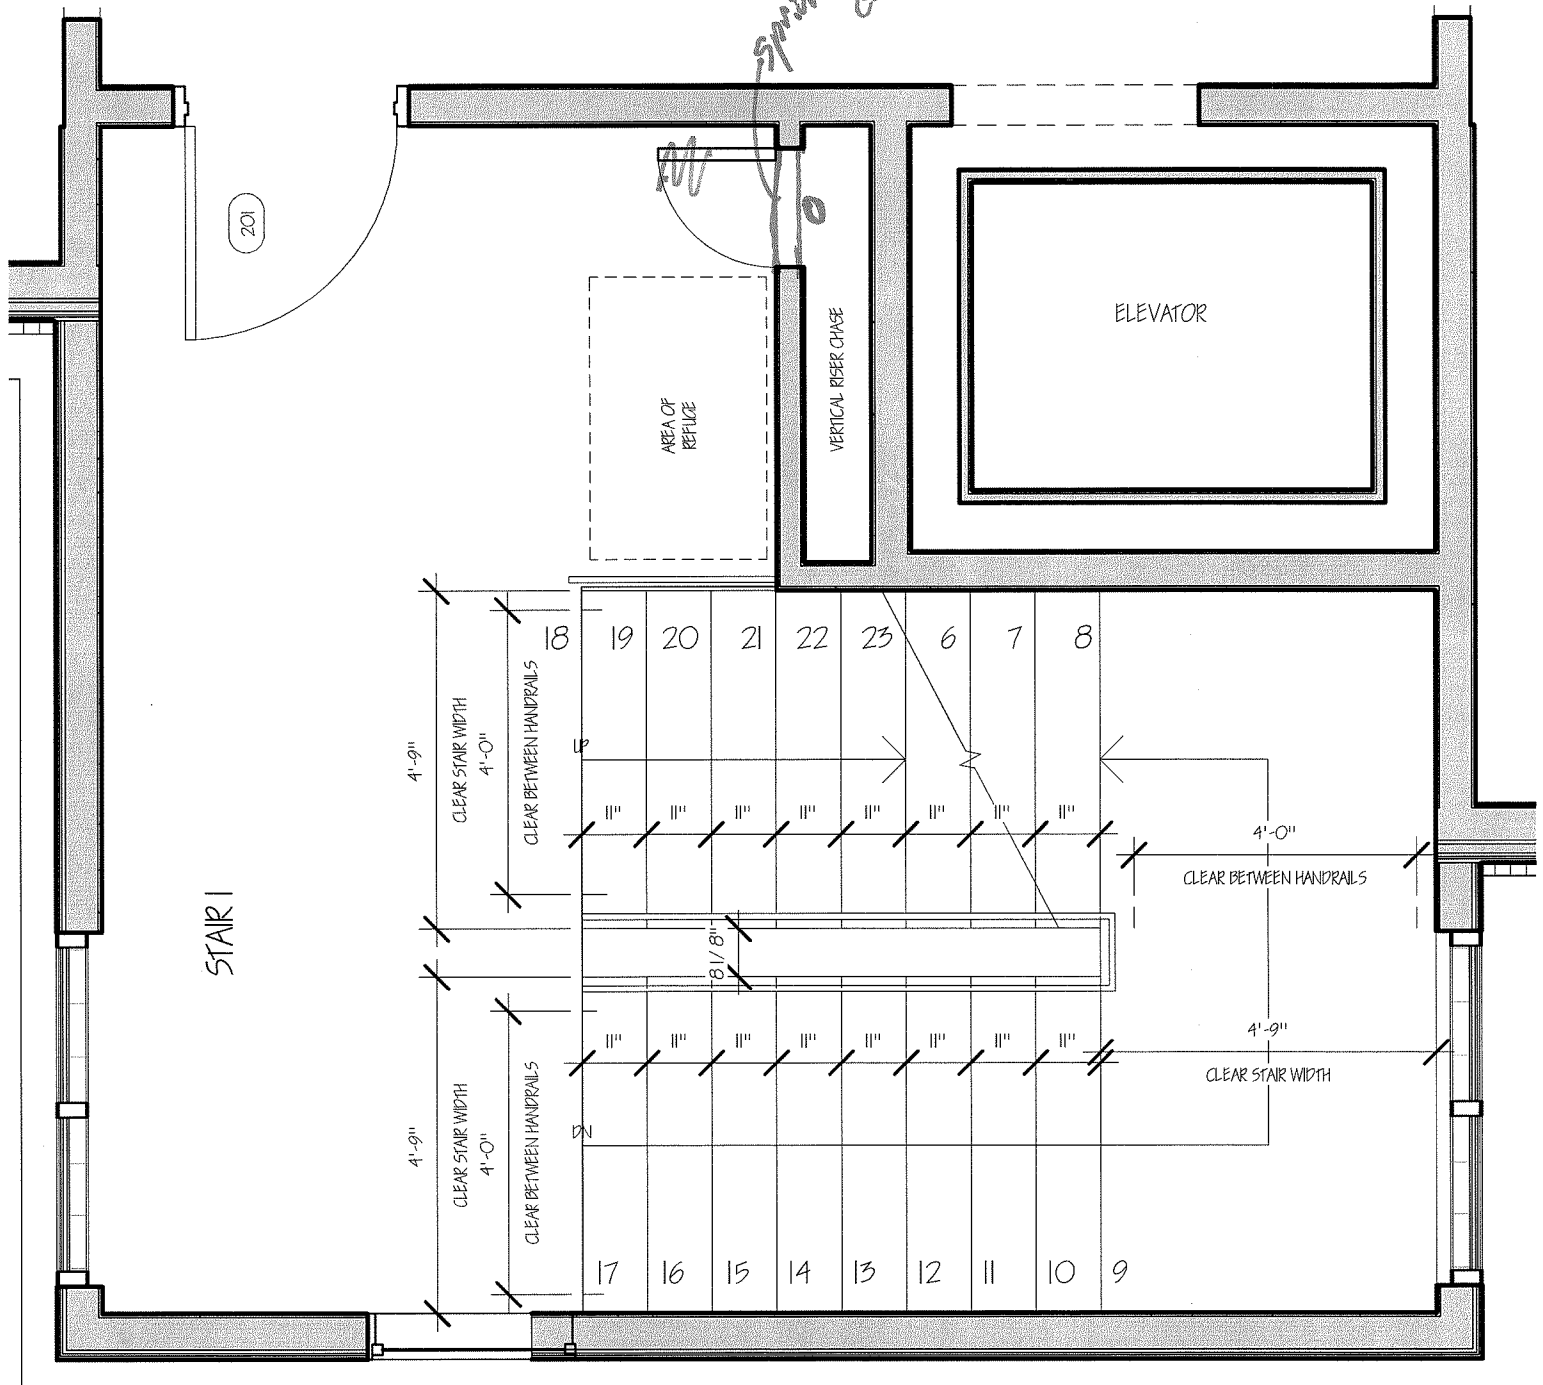 201
ELEVATOR
VERTICAL RISER CHASE
AREA OF
REFUGE
18 19 20 21 22 23 6 7 8
4'-9"
CLEAR STAIR WIDTH
4'-0"
CLEAR BETWEEN HANDRAILS
UP
11" 11" 11" 11" 11" 11" 11" 11"
4'-0"
CLEAR BETWEEN HANDRAILS
STAIR 1
8 1/8"
11" 11" 11" 11" 11" 11" 11" 11"
4'-9"
CLEAR STAIR WIDTH
4'-9"
CLEAR STAIR WIDTH
4'-0"
CLEAR BETWEEN HANDRAILS
DN
17 16 15 14 13 12 11 10 9